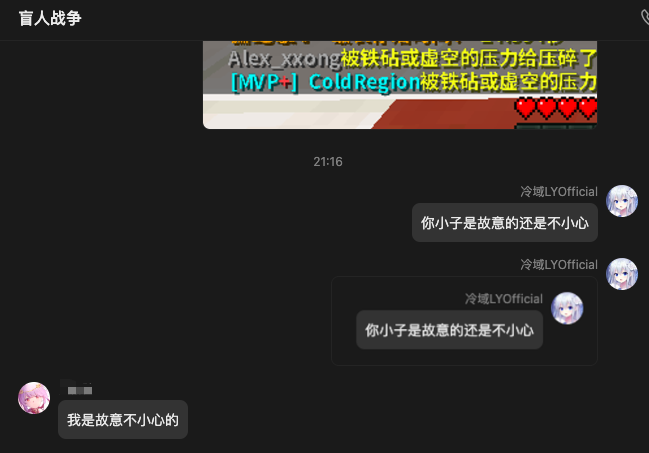 盲人战争
Alex_xxong被铁砧或虚空的压力给压碎了
[MVP+] ColdRegion被铁砧或虚空的压力
21:16
冷域LYOfficial
你小子是故意的还是不小心
冷域LYOfficial
冷域LYOfficial
你小子是故意的还是不小心
我是故意不小心的